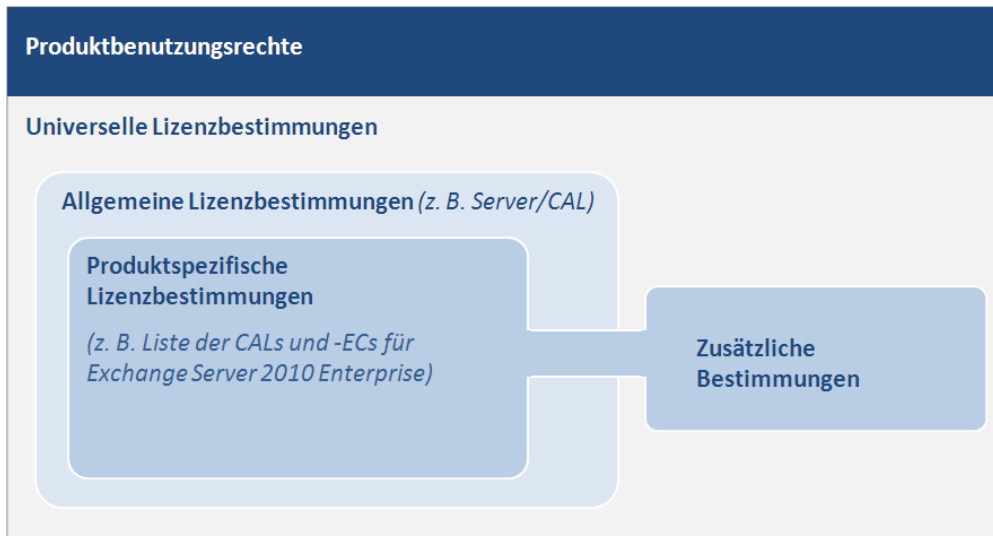 Produktbenutzungsrechte
Universelle Lizenzbestimmungen
Allgemeine Lizenzbestimmungen (z. B. Server/CAL)
Produktspezifische
Lizenzbestimmungen
(z. B. Liste der CALs und -ECs für
Exchange Server 2010 Enterprise)
Zusätzliche
Bestimmungen